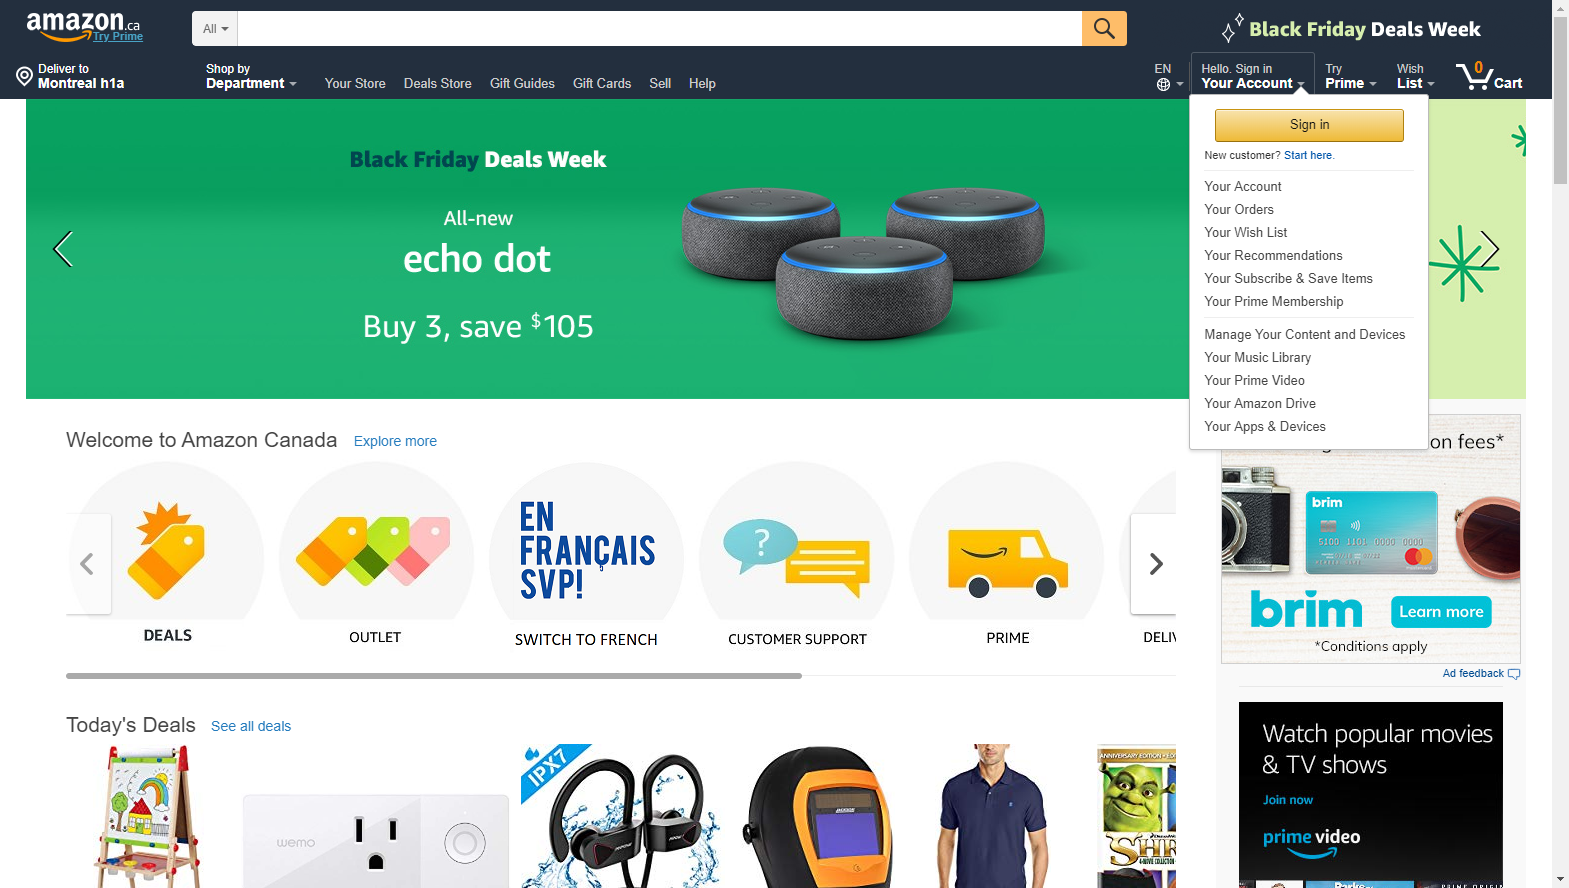 amazon.ca
Try Prime
All
Black Friday Deals Week
Deliver to
Montreal h1a
Shop by
Department
Your Store
Deals Store
Gift Guides
Gift Cards
Sell
Help
EN
Hello. Sign in
Your Account
Try
Prime
Wish
List
0
Cart
Sign in
New customer? Start here.
Your Account
Your Orders
Your Wish List
Your Recommendations
Your Subscribe & Save Items
Your Prime Membership
Manage Your Content and Devices
Your Music Library
Your Prime Video
Your Amazon Drive
Your Apps & Devices
Black Friday Deals Week
All-new
echo dot
Buy 3, save $105
Welcome to Amazon Canada
Explore more
EN
FRANÇAIS
SVP!
?
DEALS
OUTLET
SWITCH TO FRENCH
CUSTOMER SUPPORT
PRIME
DELIV
on fees*
brim
5100 1101 0000 0000
mastercard
brim
Learn more
*Conditions apply
Ad feedback
Today's Deals
See all deals
wemo
IPX7
ANNIVERSARY EDITION
SHR
4-MOVIE COLLECTION
Watch popular movies
& TV shows
Join now
prime video